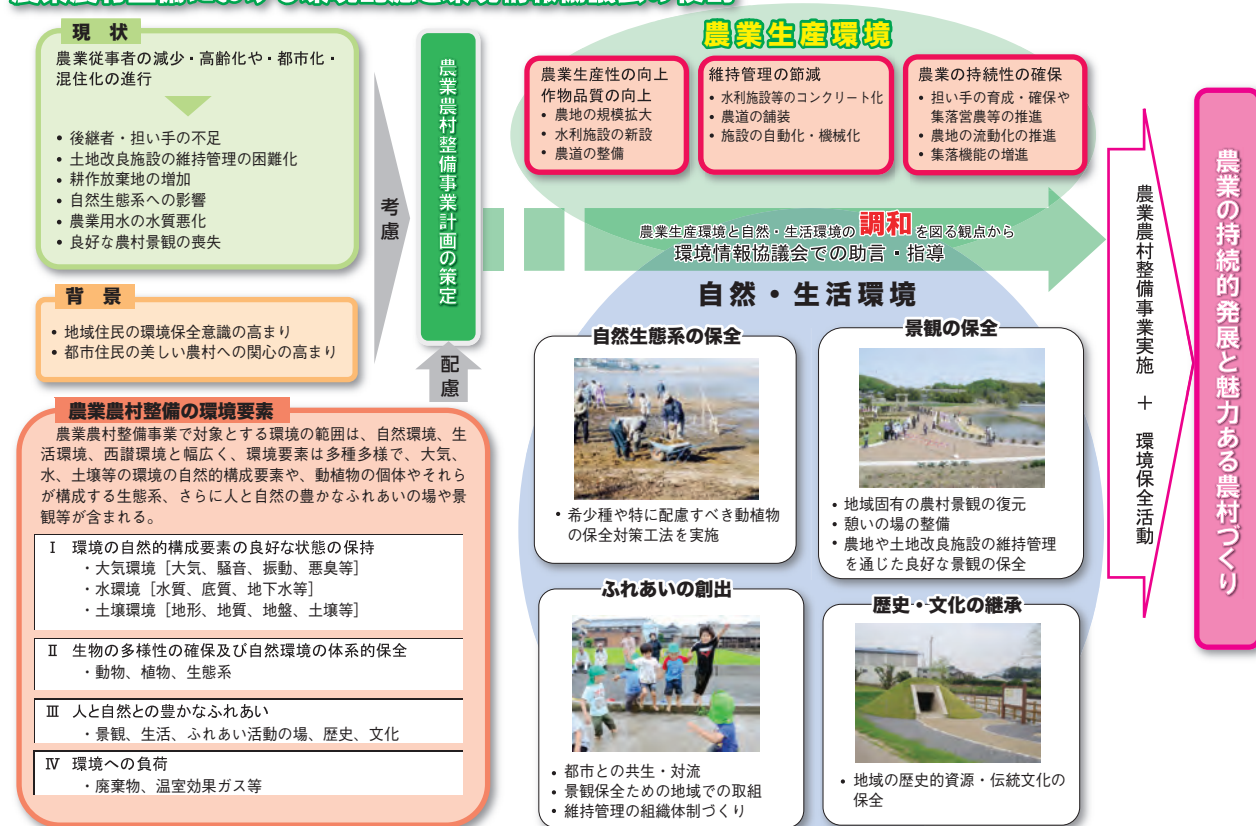 現 状
農業従事者の減少・高齢化や・都市化・
混住化の進行
• 後継者・担い手の不足
• 土地改良施設の維持管理の困難化
• 耕作放棄地の増加
• 自然生態系への影響
• 農業用水の水質悪化
• 良好な農村景観の喪失
背 景
• 地域住民の環境保全意識の高まり
• 都市住民の美しい農村への関心の高まり
考慮
農業農村整備事業計画の策定
配慮
農業農村整備の環境要素
農業農村整備事業で対象とする環境の範囲は、自然環境、生
活環境、西讃環境と幅広く、環境要素は多種多様で、大気、
水、土壌等の環境の自然的構成要素や、動植物の個体やそれら
が構成する生態系、さらに人と自然の豊かなふれあいの場や景
観等が含まれる。
Ⅰ 環境の自然的構成要素の良好な状態の保持
・大気環境［大気、騒音、振動、悪臭等］
・水環境［水質、底質、地下水等］
・土壌環境［地形、地質、地盤、土壌等］
Ⅱ 生物の多様性の確保及び自然環境の体系的保全
・動物、植物、生態系
Ⅲ 人と自然との豊かなふれあい
・景観、生活、ふれあい活動の場、歴史、文化
Ⅳ 環境への負荷
・廃棄物、温室効果ガス等
農業生産環境
農業生産性の向上
作物品質の向上
• 農地の規模拡大
• 水利施設の新設
• 農道の整備
維持管理の節減
• 水利施設等のコンクリート化
• 農道の舗装
• 施設の自動化・機械化
農業の持続性の確保
• 担い手の育成・確保や
集落営農等の推進
• 農地の流動化の推進
• 集落機能の増進
農業生産環境と自然・生活環境の調和を図る観点から
環境情報協議会での助言・指導
自然・生活環境
自然生態系の保全
• 希少種や特に配慮すべき動植物
の保全対策工法を実施
景観の保全
• 地域固有の農村景観の復元
• 憩いの場の整備
• 農地や土地改良施設の維持管理
を通じた良好な景観の保全
ふれあいの創出
• 都市との共生・対流
• 景観保全ための地域での取組
• 維持管理の組織体制づくり
歴史・文化の継承
• 地域の歴史的資源・伝統文化の
保全
農業農村整備事業実施 ＋ 環境保全活動
農業の持続的発展と魅力ある農村づくり